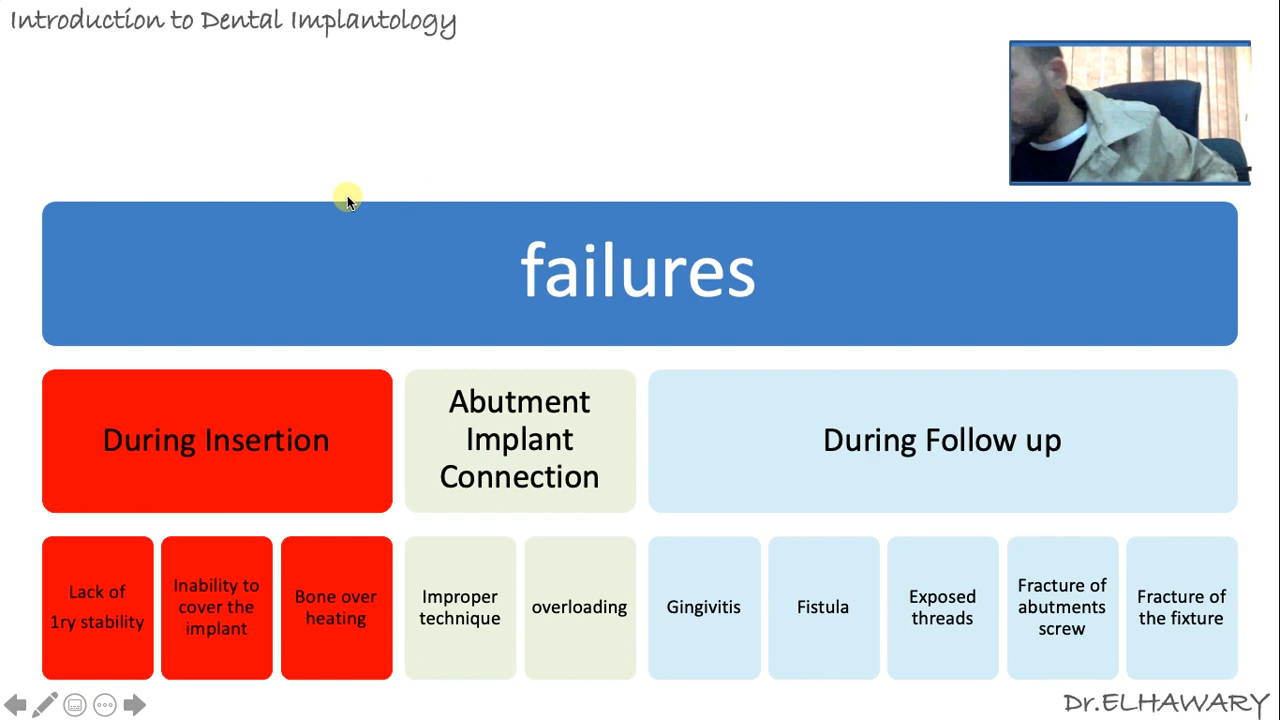 Introduction to Dental Implantology
failures
During Insertion
Abutment
Implant
Connection
During Follow up
Lack of
1ry stability
Inability to
cover the
implant
Bone over
heating
Improper
technique
overloading
Gingivitis
Fistula
Exposed
threads
Fracture of
abutments
screw
Fracture of
the fixture
Dr.ELHAWARY